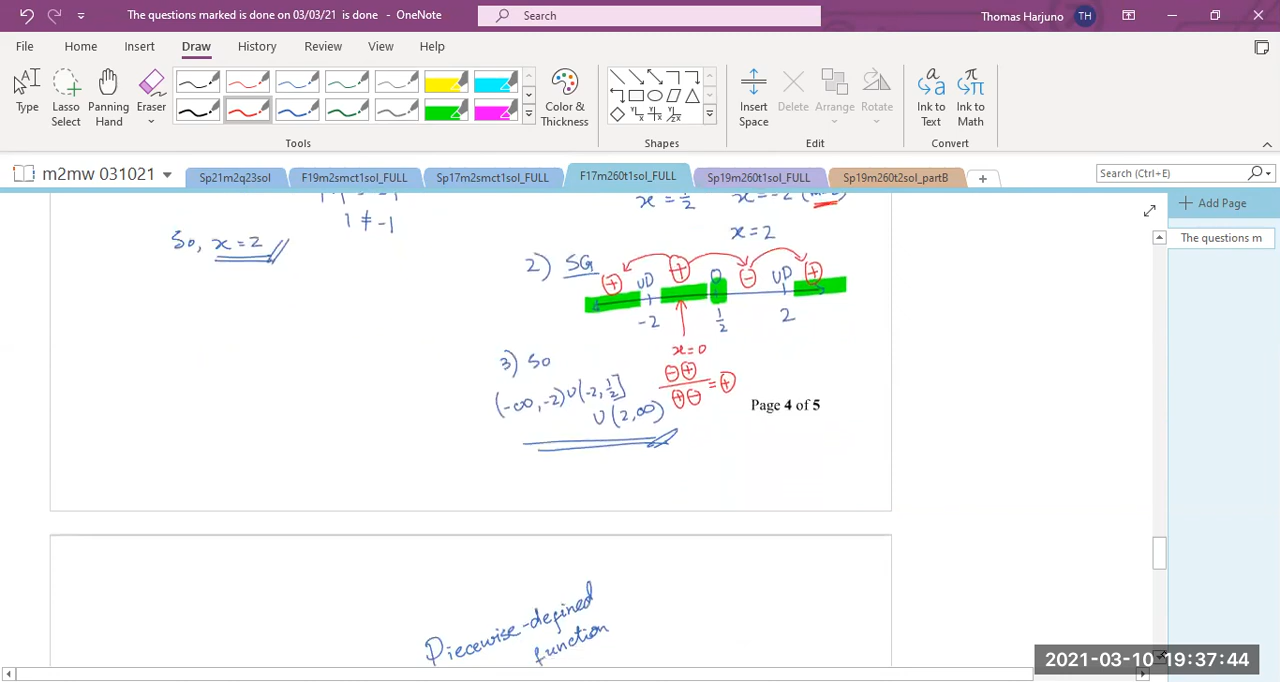 The questions marked is done on 03/03/21 is done - OneNote
Search
Thomas Harjuno TH
File Home Insert Draw History Review View Help
Type
Lasso Select
Panning Hand
Eraser
Color & Thickness
Insert Space
Delete
Arrange
Rotate
Ink to Text
Ink to Math
Tools
Shapes
Edit
Convert
m2mw 031021
Sp21m2q23sol
F19m2smct1sol_FULL
Sp17m2smct1sol_FULL
F17m260t1sol_FULL
Sp19m260t1sol_FULL
Sp19m260t2sol_partB
Search (Ctrl+E)
Add Page
The questions m
1 ≠ -1
So, x = 2
x = 1/2
x = -2
x = 2
2) SG
+ UD + 0 - UD +
-2 1/2 2
x = 0
- +
+ - = +
3) So
(-∞, -2) U (-2, 1/2]
U (2, ∞)
Page 4 of 5
Piecewise-defined
function
2021-03-10 19:37:44